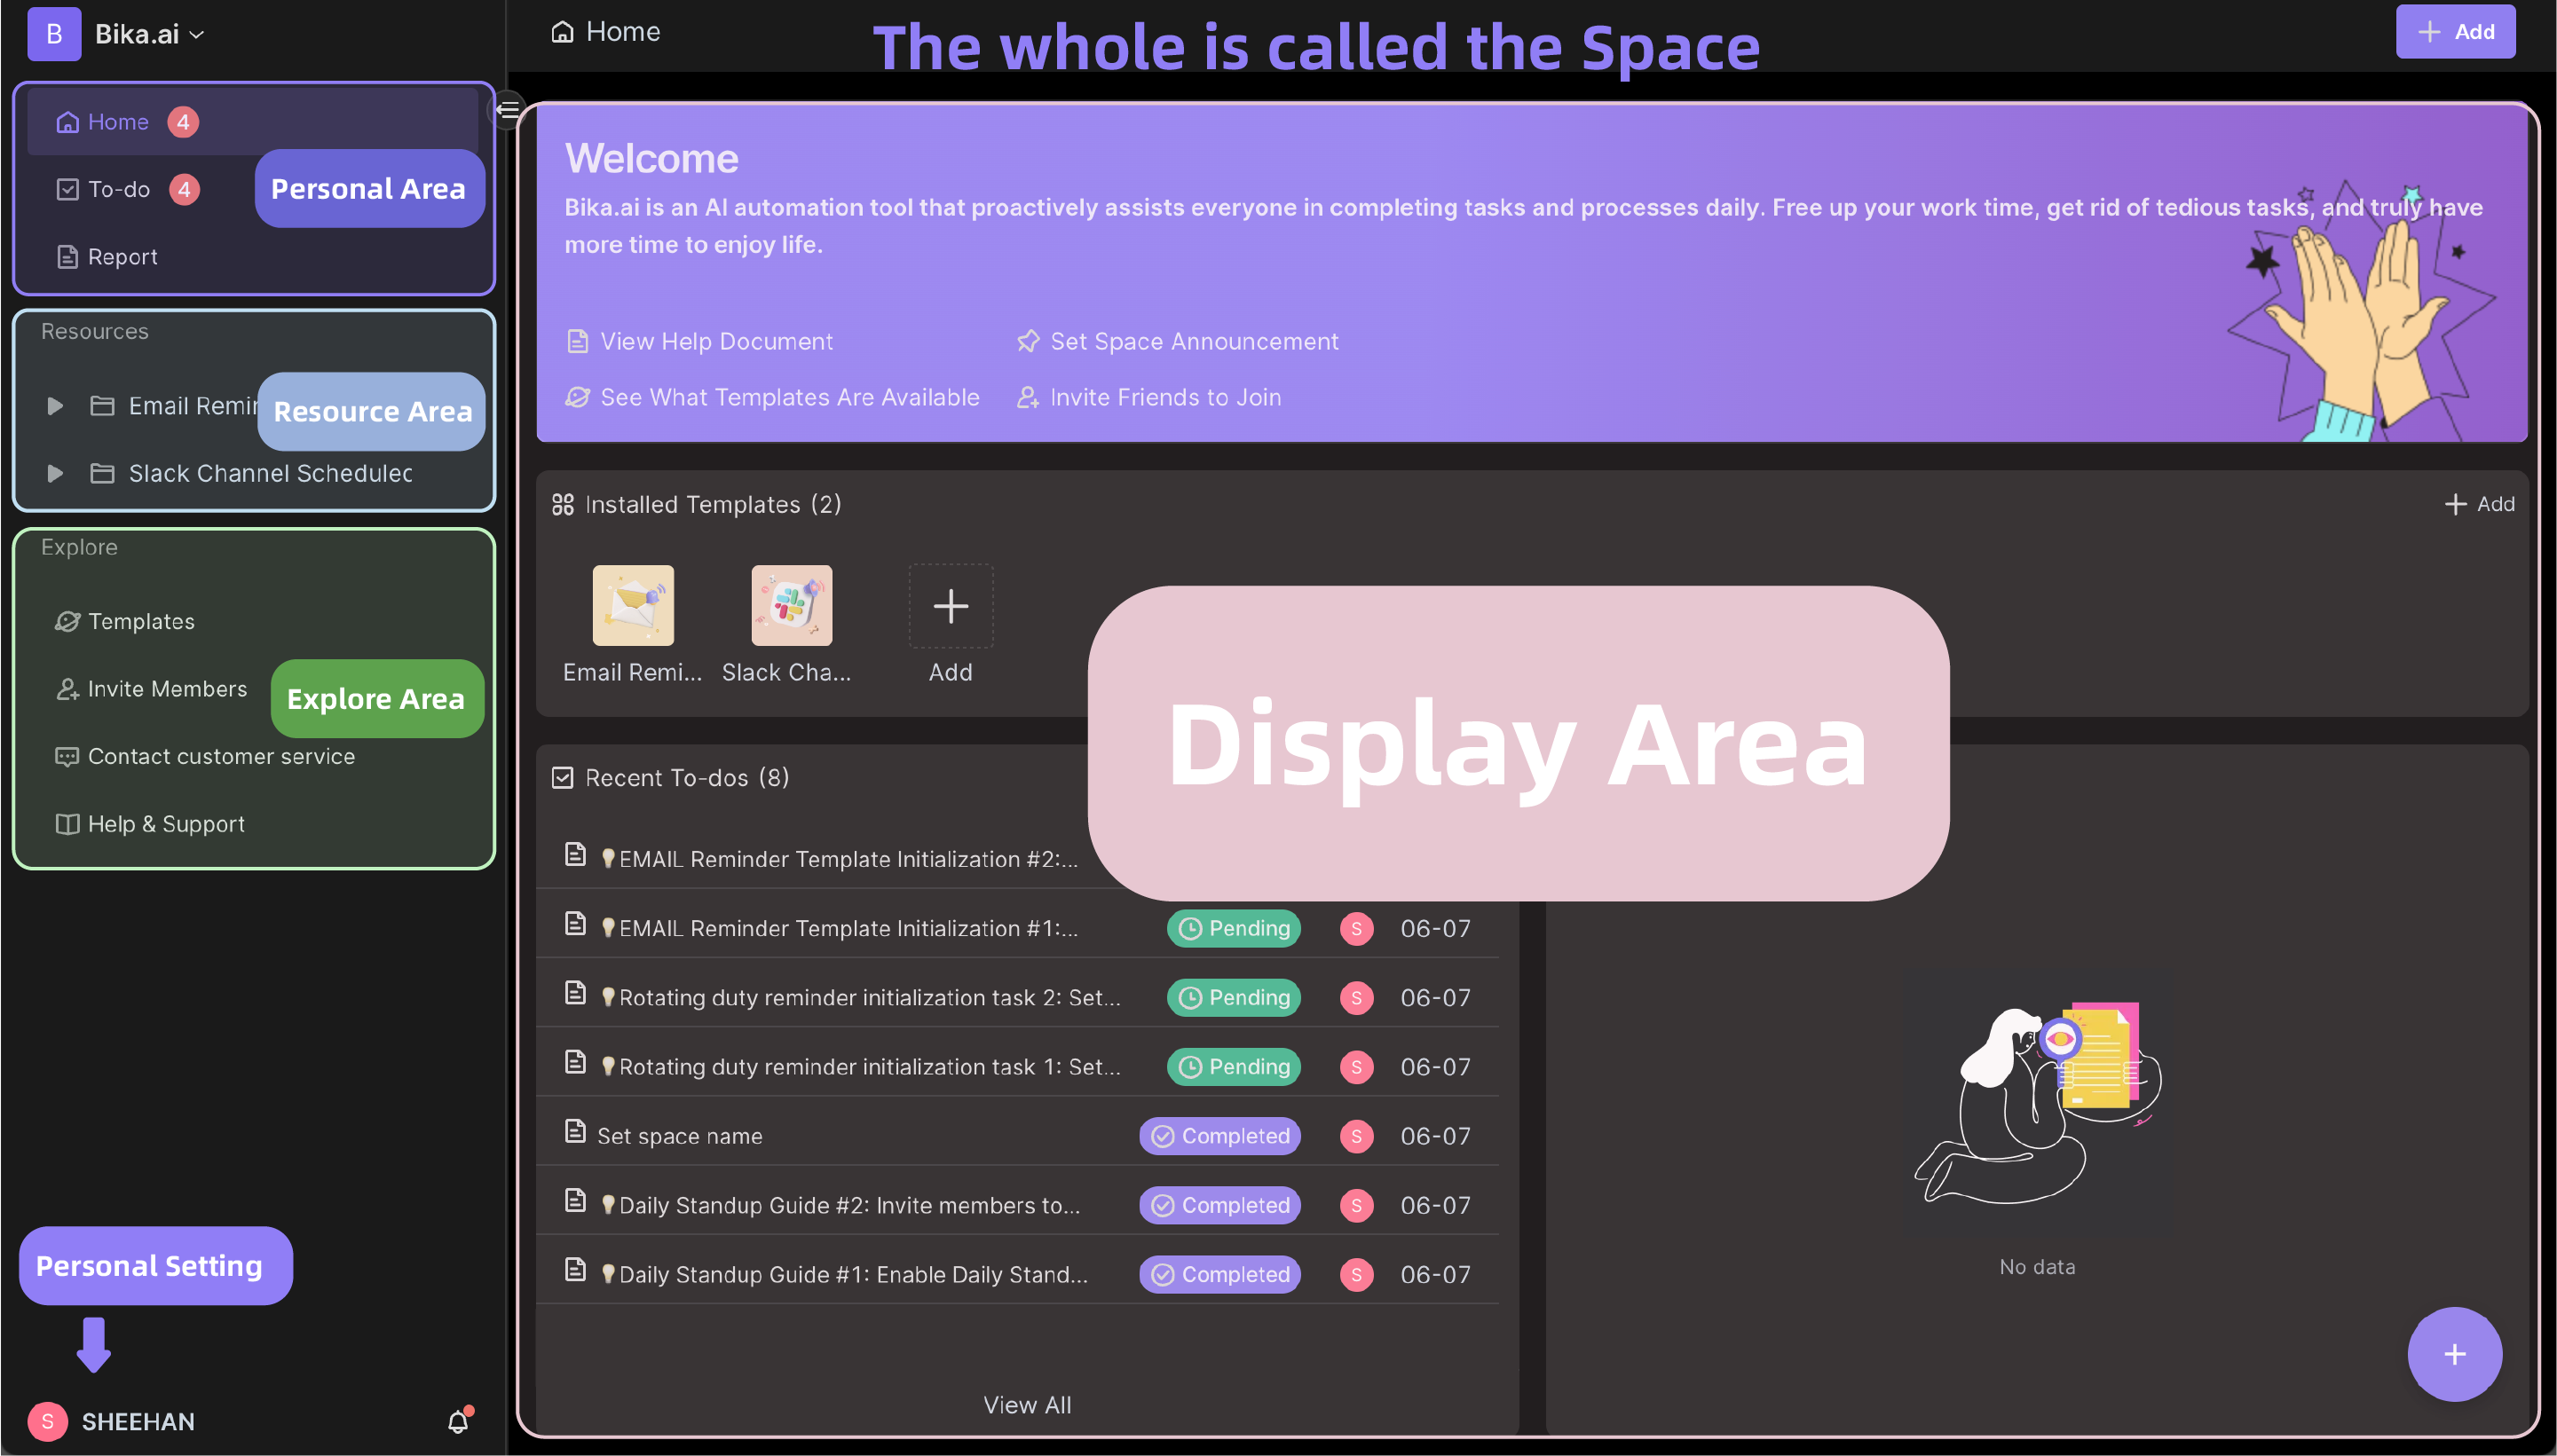 B Bika.ai
Home 4
To-do 4
Personal Area
Report
Resources
Email Remin
Resource Area
Slack Channel Scheduled
Explore
Templates
Invite Members
Explore Area
Contact customer service
Help & Support
Personal Setting
S SHEEHAN
Home
The whole is called the Space
+ Add
Welcome
Bika.ai is an AI automation tool that proactively assists everyone in completing tasks and processes daily. Free up your work time, get rid of tedious tasks, and truly have
more time to enjoy life.
View Help Document
Set Space Announcement
See What Templates Are Available
Invite Friends to Join
Installed Templates (2)
+ Add
Email Remi...
Slack Cha...
Add
Display Area
Recent To-dos (8)
EMAIL Reminder Template Initialization #2:...
EMAIL Reminder Template Initialization #1:... Pending S 06-07
Rotating duty reminder initialization task 2: Set... Pending S 06-07
Rotating duty reminder initialization task 1: Set... Pending S 06-07
Set space name Completed S 06-07
Daily Standup Guide #2: Invite members to... Completed S 06-07
Daily Standup Guide #1: Enable Daily Stand... Completed S 06-07
View All
No data